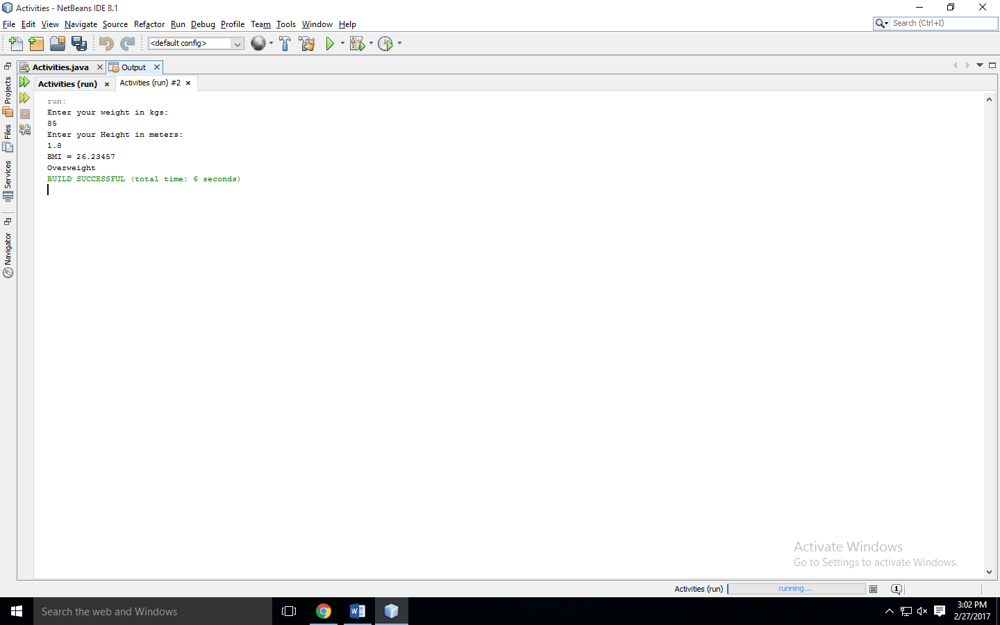 Activities - NetBeans IDE 8.1
File Edit View Navigate Source Refactor Run Debug Profile Team Tools Window Help
Search (Ctrl+I)
<default config>
Activities.java Output
Activities (run) Activities (run) #2
Projects
Files
Services
Navigator
run:
Enter your weight in kgs:
85
Enter your Height in meters:
1.8
BMI = 26.23457
Overweight
BUILD SUCCESSFUL (total time: 6 seconds)
Activate Windows
Go to Settings to activate Windows.
Activities (run) running... 1
Search the web and Windows
3:02 PM
2/27/2017